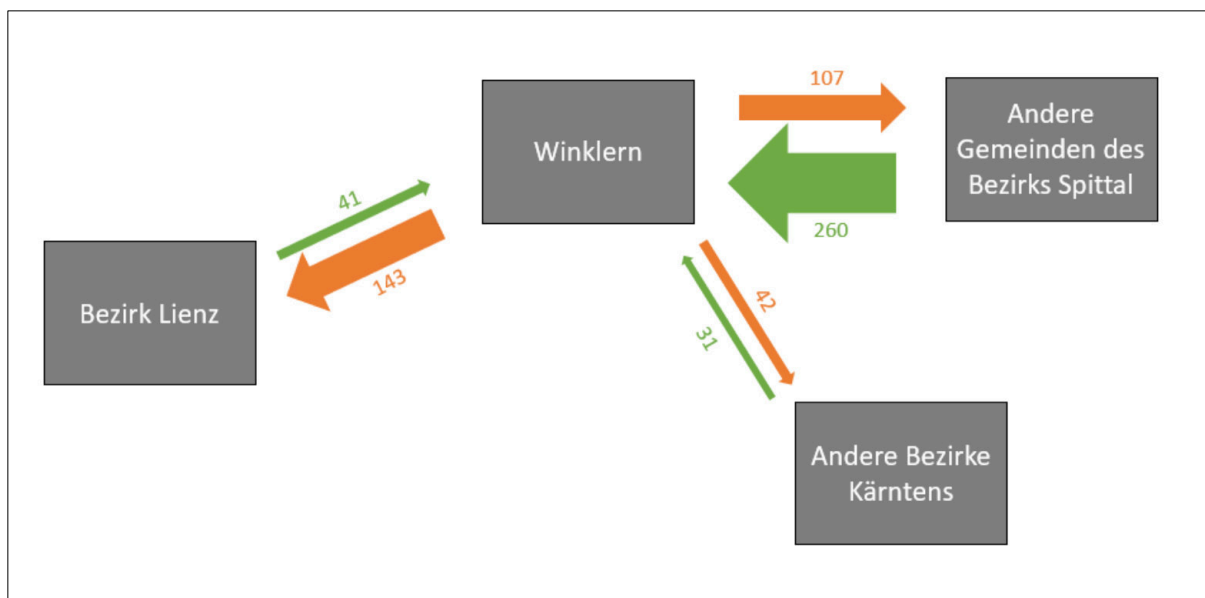 107
Winklern
Andere
Gemeinden des
Bezirks Spittal
260
41
143
Bezirk Lienz
42
31
Andere Bezirke
Kärntens